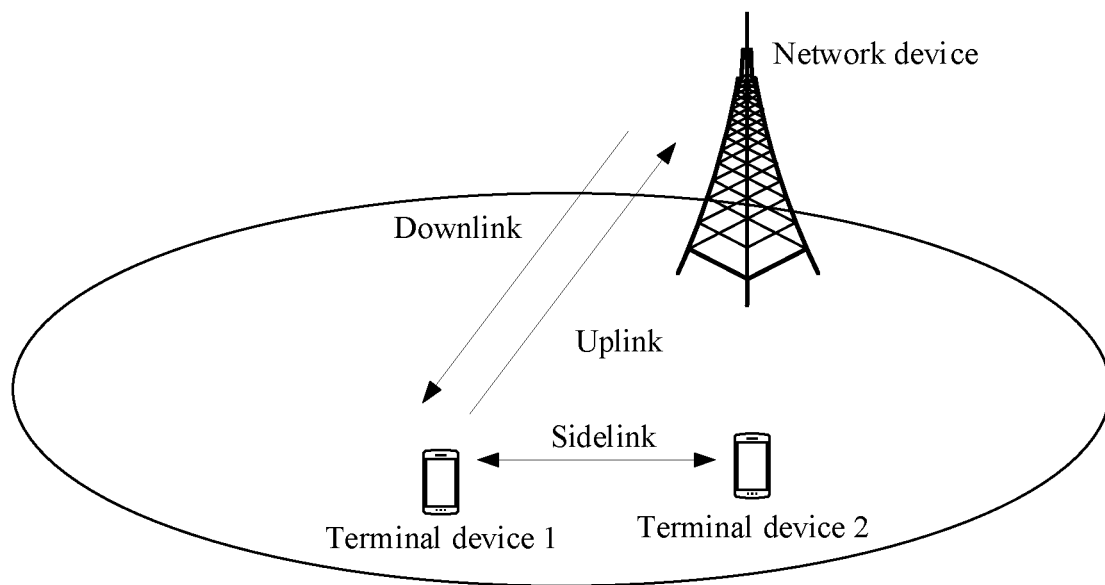 Network device
Downlink
Uplink
Sidelink
Terminal device 1
Terminal device 2